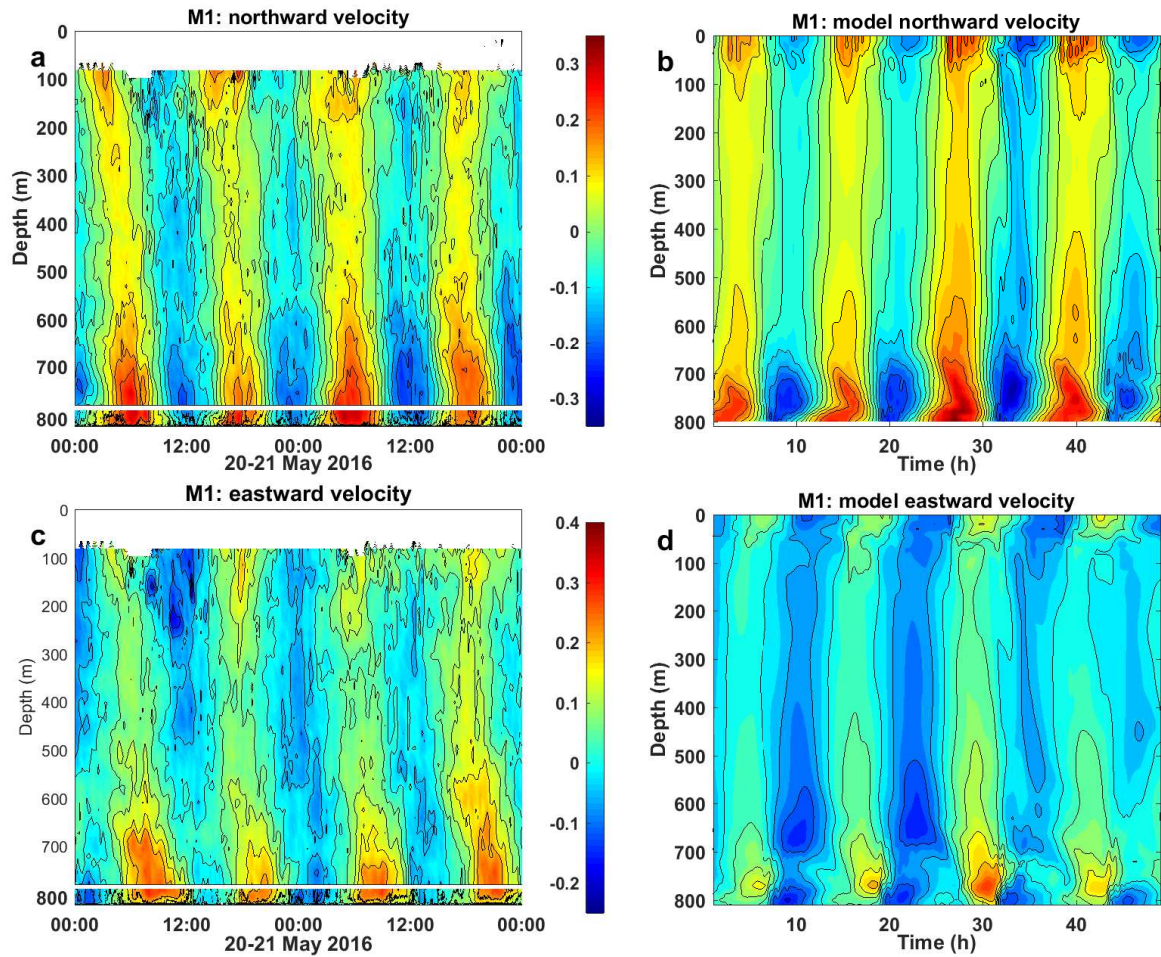 M1: northward velocity
a
0
100
200
300
400
500
600
700
800
Depth (m)
00:00 12:00 00:00 12:00 00:00
20-21 May 2016
0.3
0.2
0.1
0
-0.1
-0.2
-0.3
M1: model northward velocity
b
0
100
200
300
400
500
600
700
800
Depth (m)
10 20 30 40
Time (h)
M1: eastward velocity
c
0
100
200
300
400
500
600
700
800
Depth (m)
00:00 12:00 00:00 12:00 00:00
20-21 May 2016
0.4
0.3
0.2
0.1
0
-0.1
-0.2
M1: model eastward velocity
d
0
100
200
300
400
500
600
700
800
Depth (m)
10 20 30 40
Time (h)